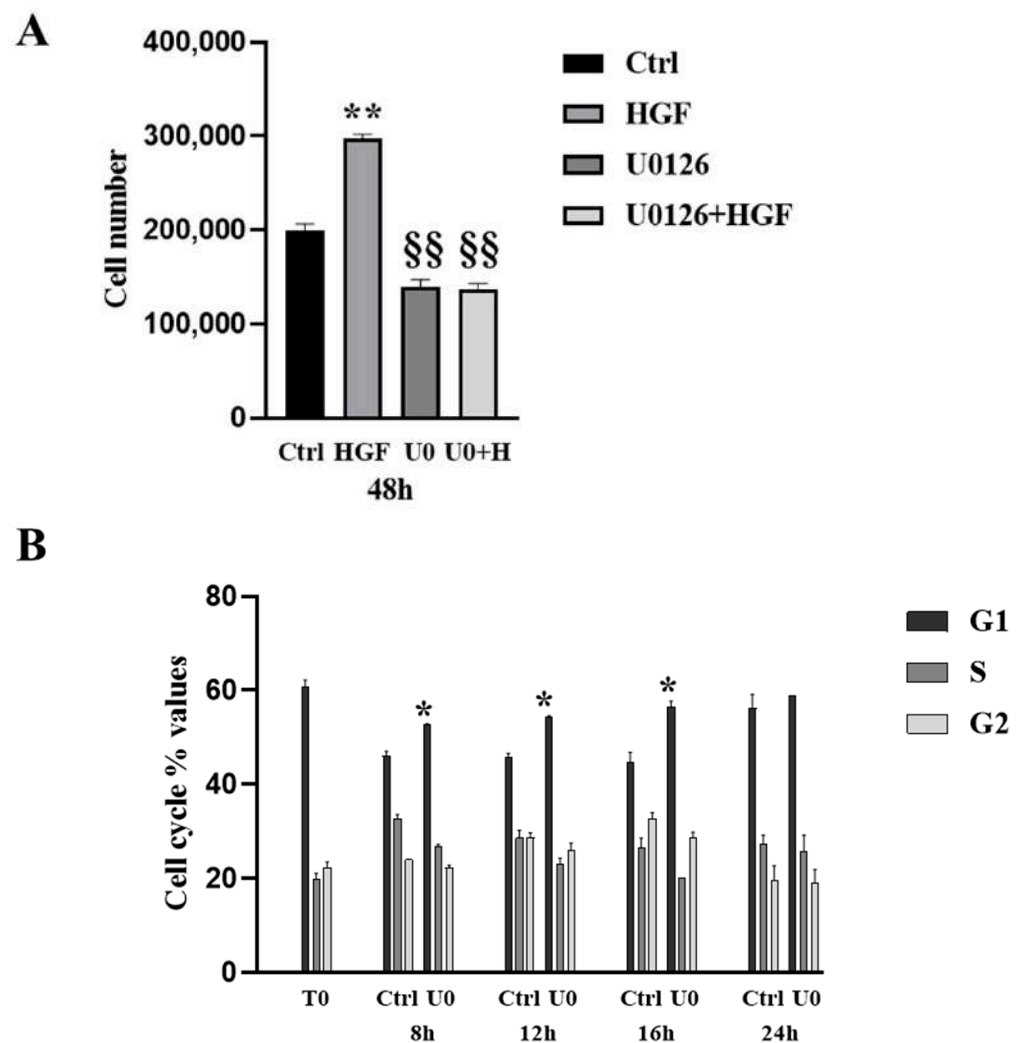 A
400,000
300,000
200,000
100,000
0
Cell number
**
§§ §§
Ctrl HGF U0 U0+H
48h
Ctrl
HGF
U0126
U0126+HGF
B
80
60
40
20
0
Cell cycle % values
* * *
T0 Ctrl U0 Ctrl U0 Ctrl U0 Ctrl U0
8h 12h 16h 24h
G1
S
G2